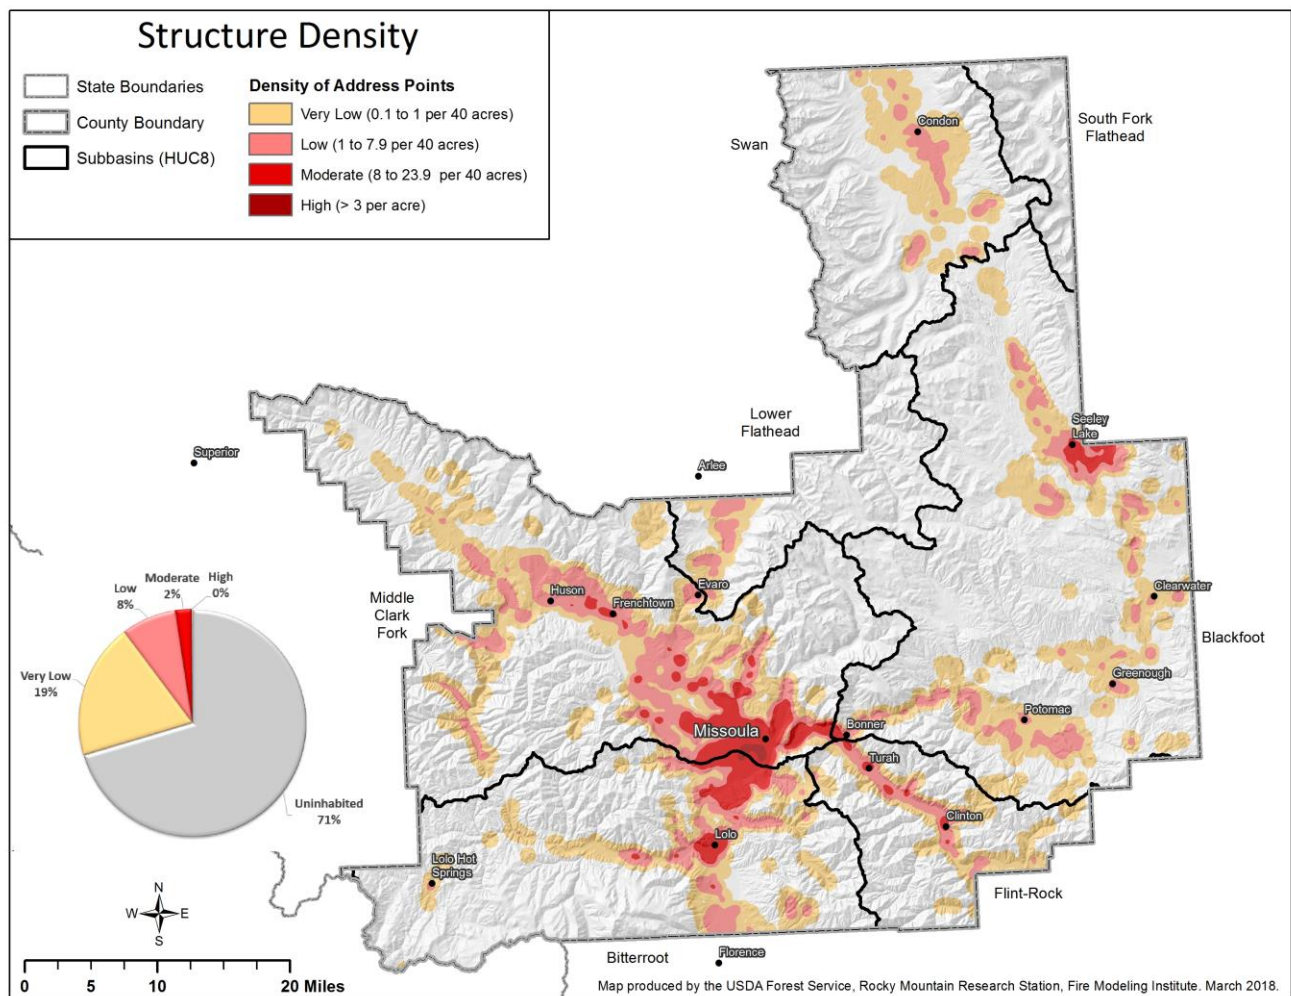 Structure Density
State Boundaries
County Boundary
Subbasins (HUC8)
Density of Address Points
Very Low (0.1 to 1 per 40 acres)
Low (1 to 7.9 per 40 acres)
Moderate (8 to 23.9 per 40 acres)
High (> 3 per acre)
Swan
Condon
South Fork
Flathead
Lower
Flathead
Seeley
Lake
Superior
Arlee
Middle
Clark
Fork
Huson
Frenchtown
Evaro
Clearwater
Blackfoot
Greenough
Potomac
Missoula
Bonner
Turah
Clinton
Lolo
Lolo Hot
Springs
Flint-Rock
Bitterroot
Florence
Moderate
2%
High
0%
Low
8%
Very Low
19%
Uninhabited
71%
N
W
E
S
0 5 10 20 Miles
Map produced by the USDA Forest Service, Rocky Mountain Research Station, Fire Modeling Institute. March 2018.